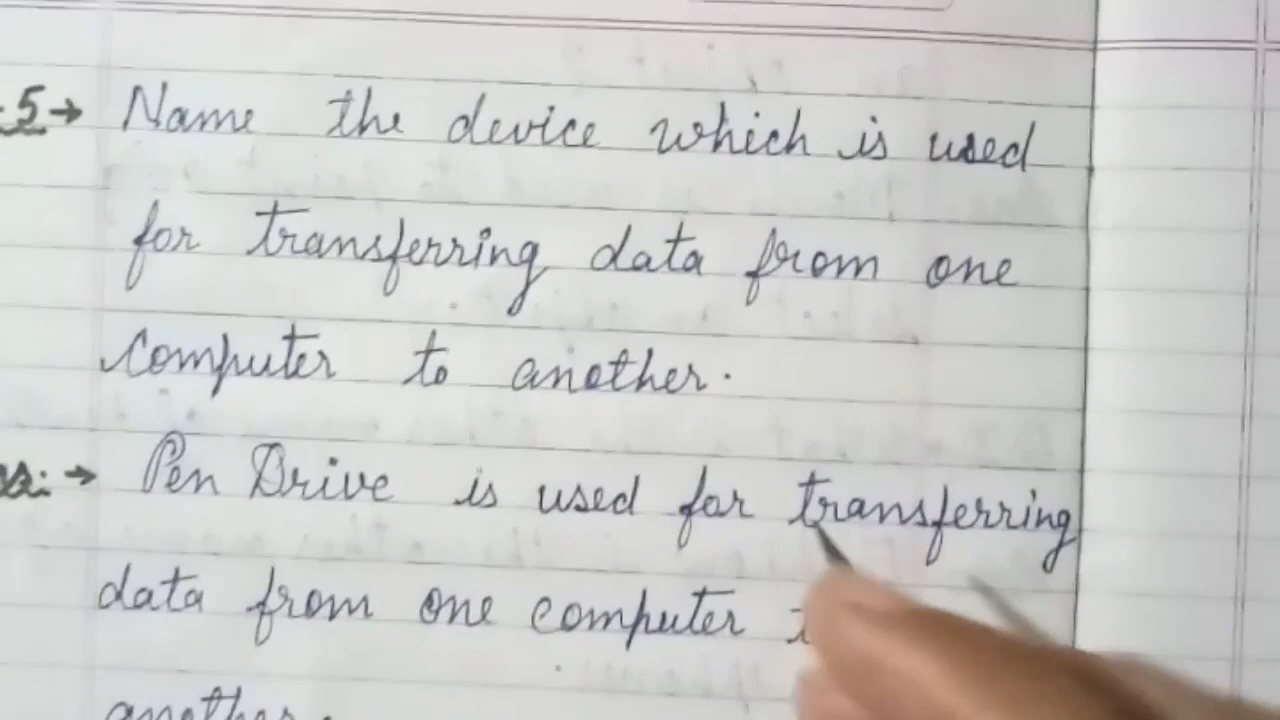 .5→ Name the device which is used
for transferring data from one
computer to another.
→ Pen Drive is used for transferring
data from one computer
another.